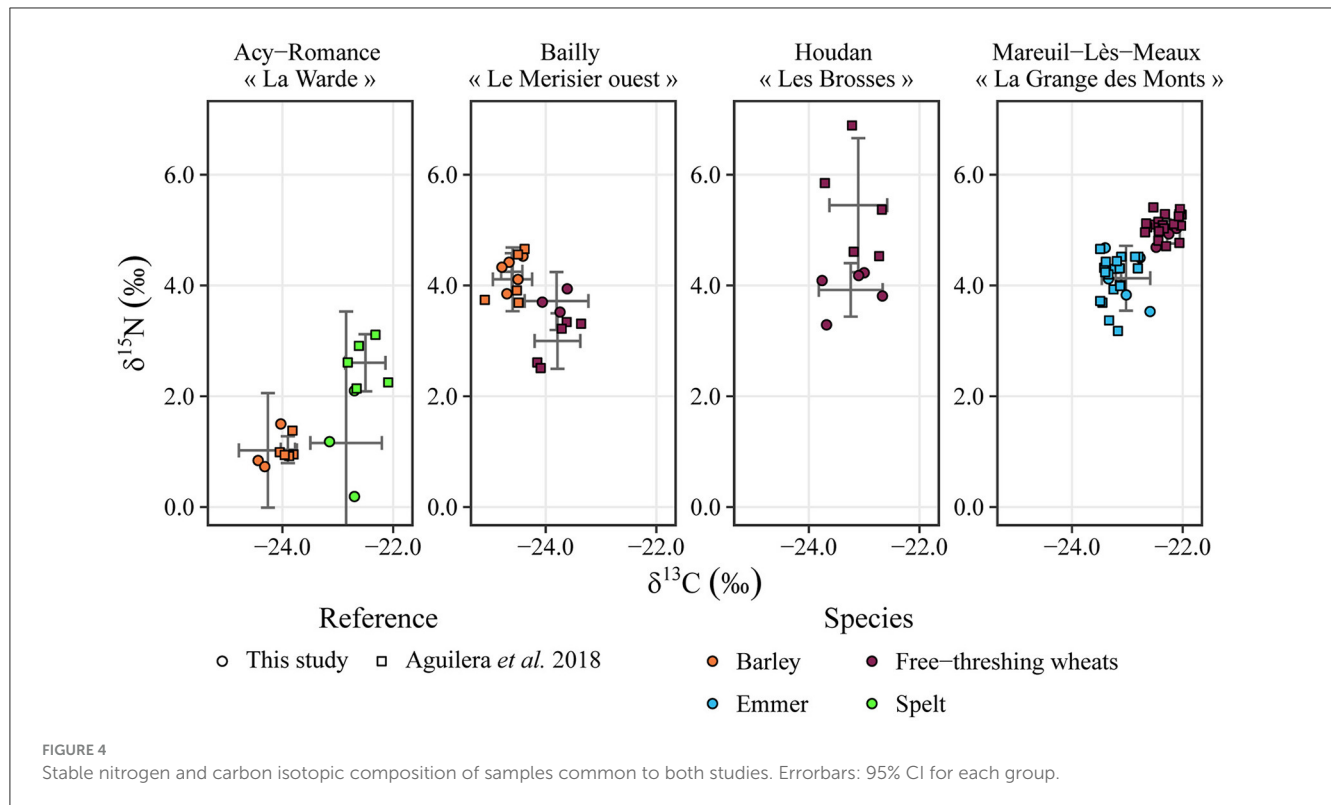 Acy−Romance
« La Warde »
Bailly
« Le Merisier ouest »
Houdan
« Les Brosses »
Mareuil−Lès−Meaux
« La Grange des Monts »
δ15N (‰)
6.0
4.0
2.0
0.0
6.0
4.0
2.0
0.0
6.0
4.0
2.0
0.0
6.0
4.0
2.0
0.0
−24.0 −22.0
−24.0 −22.0
−24.0 −22.0
−24.0 −22.0
δ13C (‰)
Reference
This study
Aguilera et al. 2018
Species
Barley
Free−threshing wheats
Emmer
Spelt
FIGURE 4
Stable nitrogen and carbon isotopic composition of samples common to both studies. Errorbars: 95% CI for each group.